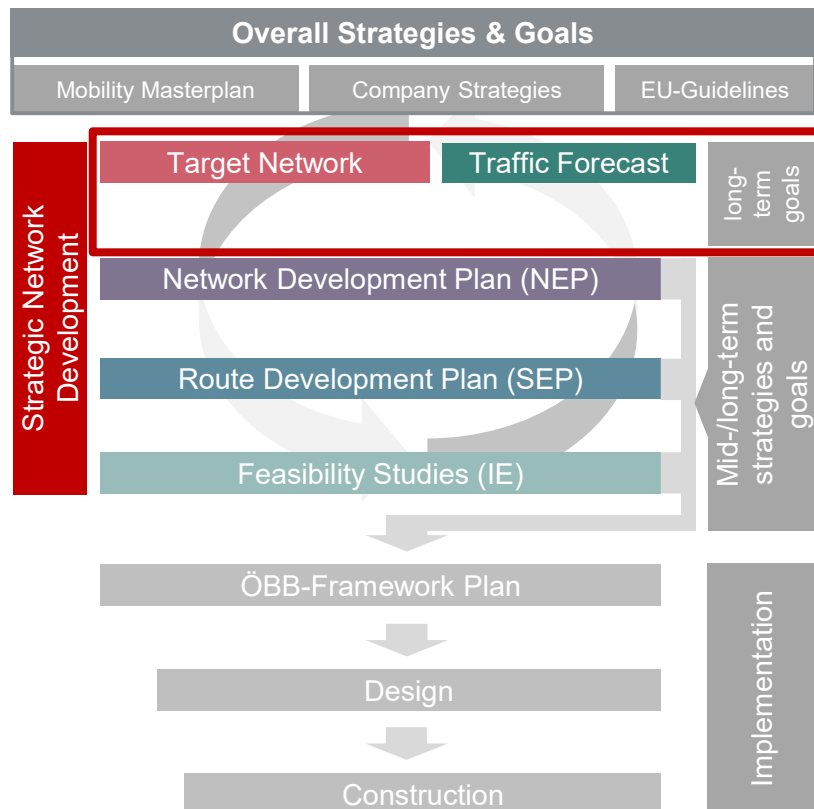 Overall Strategies & Goals
Mobility Masterplan
Company Strategies
EU-Guidelines
Strategic Network
Development
Target Network
Traffic Forecast
long-
term
goals
Network Development Plan (NEP)
Route Development Plan (SEP)
Feasibility Studies (IE)
Mid-/long-term
strategies and
goals
ÖBB-Framework Plan
Design
Construction
Implementation